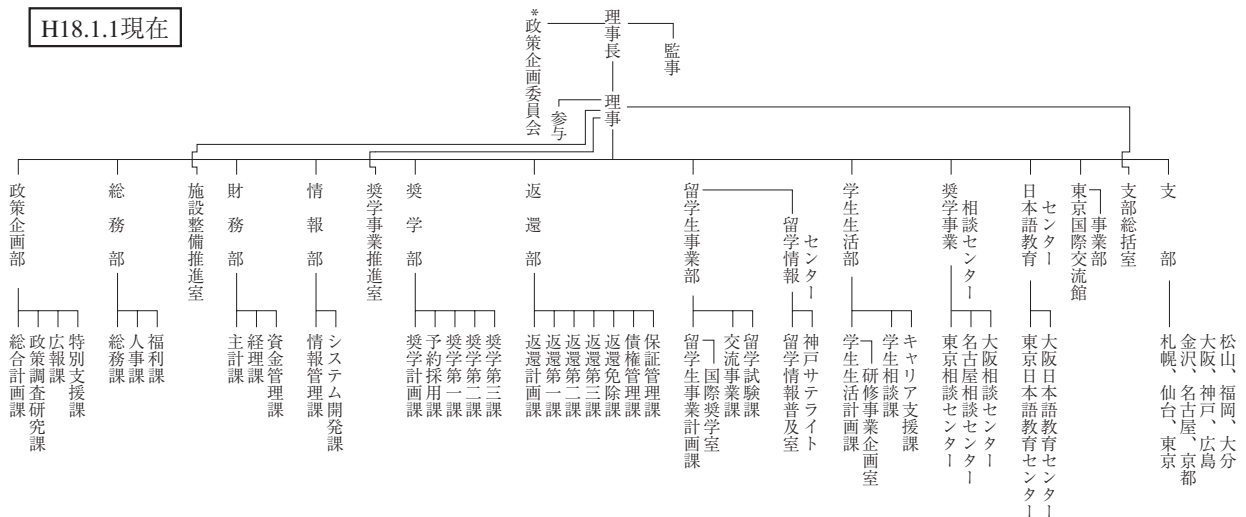 H18.1.1現在
理事長
*政策企画委員会
監事
理事
参与
政策企画部
総務部
施設整備推進室
財務部
情報部
奨学事業推進室
奨学部
返還部
留学生事業部
留学情報
センター
学生生活部
奨学事業
相談センター
日本語教育
センター
東京国際交流館
事業部
支部総括室
支部
総合計画課
政策調査研究課
広報課
特別支援課
総務課
人事課
福利課
主計課
経理課
資金管理課
情報管理課
システム開発課
奨学計画課
予約採用課
奨学第一課
奨学第二課
奨学第三課
返還計画課
返還第一課
返還第二課
返還第三課
返還免除課
債権管理課
保証管理課
留学生事業計画課
国際奨学室
交流事業課
留学試験課
留学情報普及室
神戸サテライト
学生生活計画課
研修事業企画室
学生相談課
キャリア支援課
東京相談センター
名古屋相談センター
大阪相談センター
東京日本語教育センター
大阪日本語教育センター
札幌、仙台、東京
金沢、名古屋、京都
大阪、神戸、広島
松山、福岡、大分